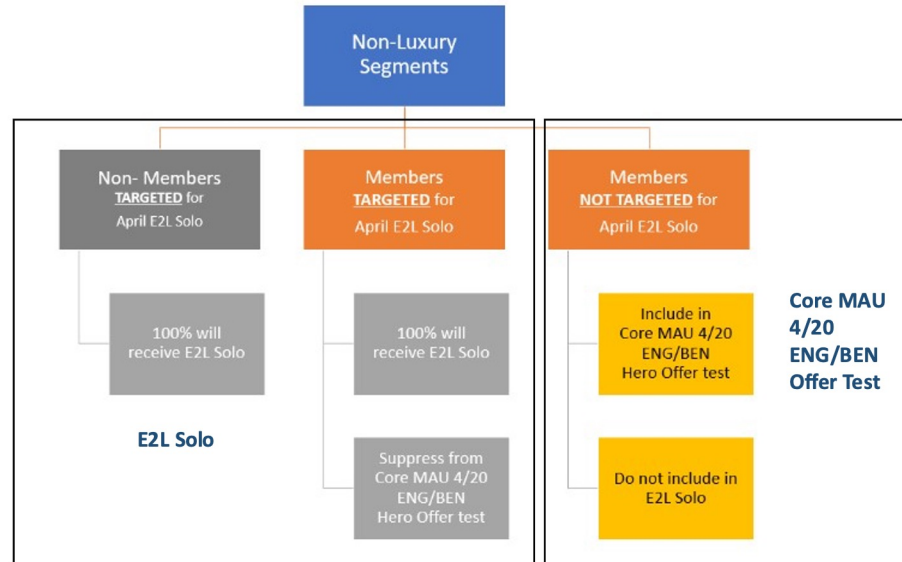 Non-Luxury
Segments
Non- Members
TARGETED for
April E2L Solo
Members
TARGETED for
April E2L Solo
Members
NOT TARGETED for
April E2L Solo
100% will
receive E2L Solo
100% will
receive E2L Solo
Include in
Core MAU 4/20
ENG/BEN
Hero Offer test
Core MAU
4/20
ENG/BEN
Offer Test
E2L Solo
Suppress from
Core MAU 4/20
ENG/BEN
Hero Offer test
Do not include in
E2L Solo